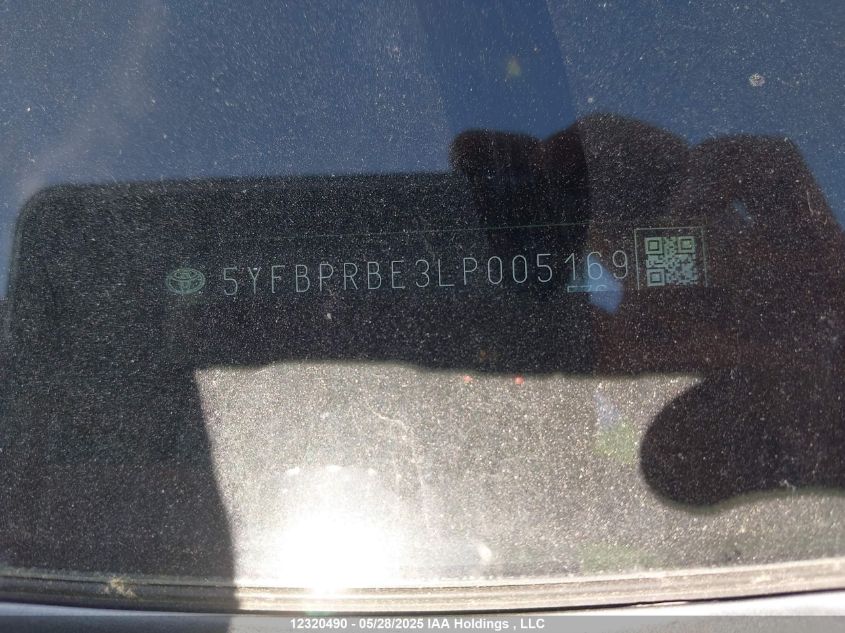 5YFBPRBE3LP005169
12320490 - 05/28/2025 IAA Holdings , LLC